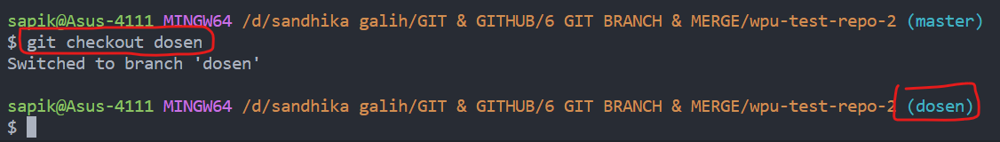 sapik@Asus-4111 MINGW64 /d/sandhika galih/GIT & GITHUB/6 GIT BRANCH & MERGE/wpu-test-repo-2 (master)
$ git checkout dosen
Switched to branch 'dosen'
sapik@Asus-4111 MINGW64 /d/sandhika galih/GIT & GITHUB/6 GIT BRANCH & MERGE/wpu-test-repo-2 (dosen)
$